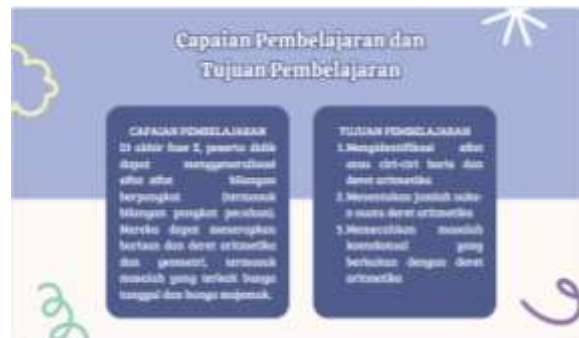 Capaian Pembelajaran dan
Tujuan Pembelajaran
CAPAIAN PEMBELAJARAN
Di akhir fase E, peserta didik
dapat menggeneralisasi
sifat-sifat bilangan
berpangkat (termasuk
bilangan pangkat pecahan).
Mereka dapat menerapkan
barisan dan deret aritmetika
dan geometri, termasuk
masalah yang terkait bunga
tunggal dan bunga majemuk.
TUJUAN PEMBELAJARAN
1.Mengidentifikasi sifat
atau ciri-ciri baris dan
deret aritmetika
2.Menentukan jumlah suku-
n suatu deret aritmetika
3.Memecahkan masalah
kontekstual yang
berkaitan dengan deret
aritmetika